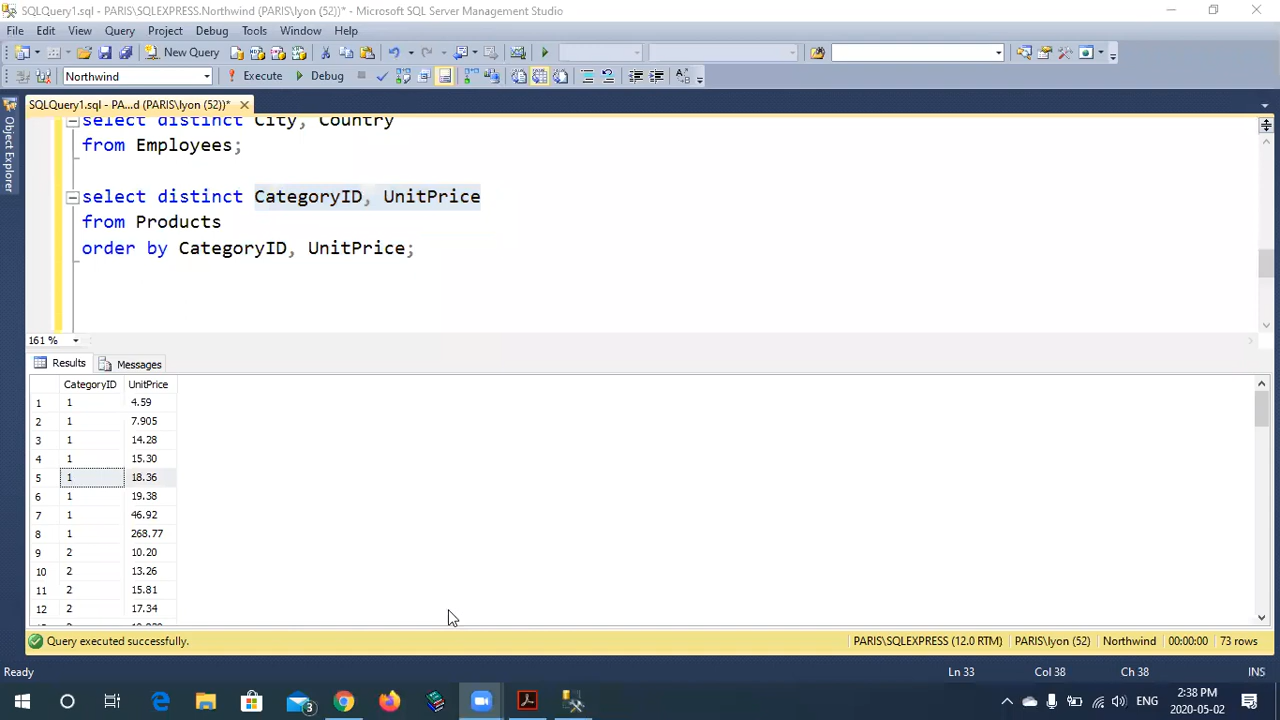 SQLQuery1.sql - PARIS\SQLEXPRESS.Northwind (PARIS\lyon (52))* - Microsoft SQL Server Management Studio
File Edit View Query Project Debug Tools Window Help
New Query
Northwind Execute Debug
SQLQuery1.sql - PA...d (PARIS\lyon (52))*
Object Explorer
select distinct City, Country
from Employees;
select distinct CategoryID, UnitPrice
from Products
order by CategoryID, UnitPrice;
161 %
Results Messages
CategoryID UnitPrice
1 1 4.59
2 1 7.905
3 1 14.28
4 1 15.30
5 1 18.36
6 1 19.38
7 1 46.92
8 1 268.77
9 2 10.20
10 2 13.26
11 2 15.81
12 2 17.34
Query executed successfully. PARIS\SQLEXPRESS (12.0 RTM) PARIS\lyon (52) Northwind 00:00:00 73 rows
Ready Ln 33 Col 38 Ch 38 INS
3 ENG 2:38 PM
2020-05-02